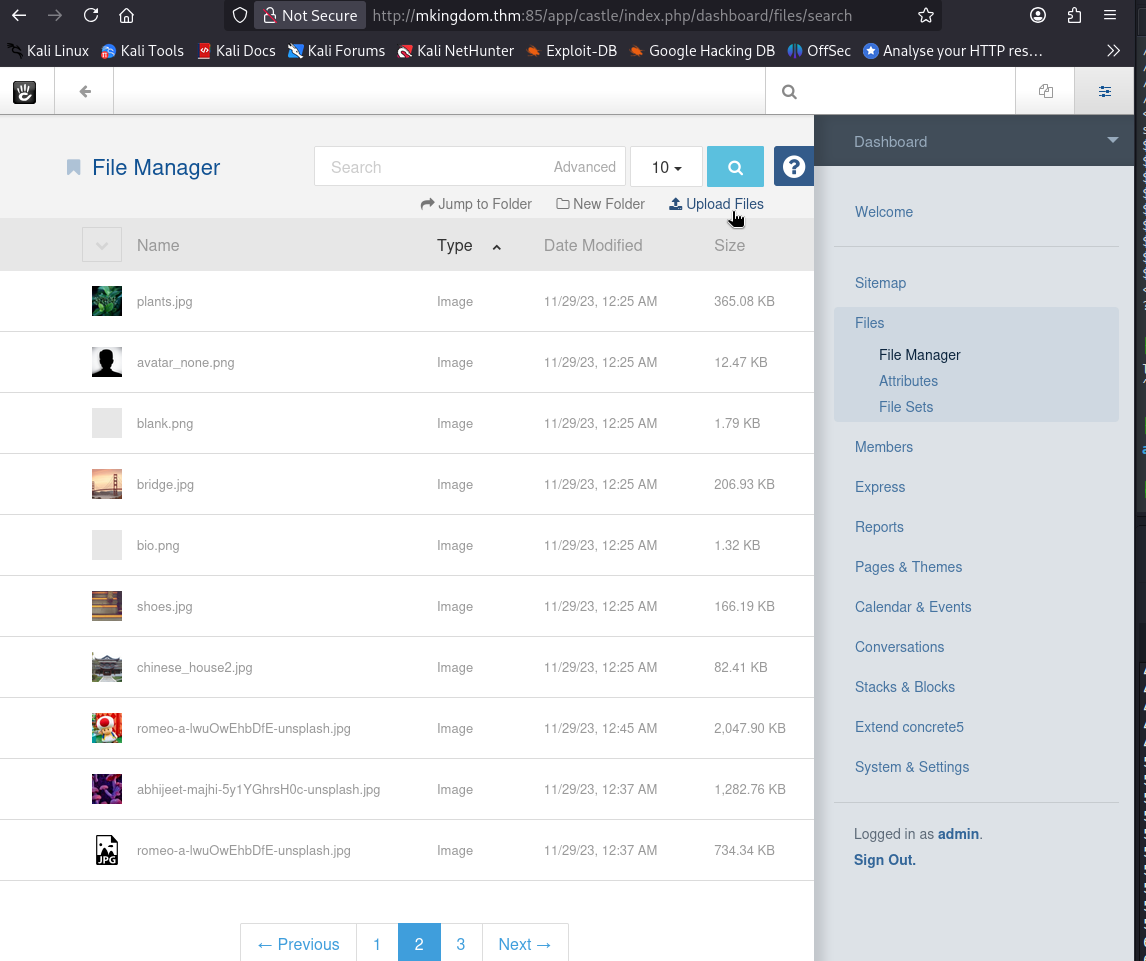 Not Secure http://mkingdom.thm:85/app/castle/index.php/dashboard/files/search
Kali Linux Kali Tools Kali Docs Kali Forums Kali NetHunter Exploit-DB Google Hacking DB OffSec Analyse your HTTP res…
Dashboard
File Manager Search Advanced 10 ?
Jump to Folder New Folder Upload Files
Name Type Date Modified Size
plants.jpg Image 11/29/23, 12:25 AM 365.08 KB
avatar_none.png Image 11/29/23, 12:25 AM 12.47 KB
blank.png Image 11/29/23, 12:25 AM 1.79 KB
bridge.jpg Image 11/29/23, 12:25 AM 206.93 KB
bio.png Image 11/29/23, 12:25 AM 1.32 KB
shoes.jpg Image 11/29/23, 12:25 AM 166.19 KB
chinese_house2.jpg Image 11/29/23, 12:25 AM 82.41 KB
romeo-a-lwuOwEhbDfE-unsplash.jpg Image 11/29/23, 12:45 AM 2,047.90 KB
abhijeet-majhi-5y1YGhrsH0c-unsplash.jpg Image 11/29/23, 12:37 AM 1,282.76 KB
JPG romeo-a-lwuOwEhbDfE-unsplash.jpg Image 11/29/23, 12:37 AM 734.34 KB
← Previous 1 2 3 Next →
Welcome
Sitemap
Files
File Manager
Attributes
File Sets
Members
Express
Reports
Pages & Themes
Calendar & Events
Conversations
Stacks & Blocks
Extend concrete5
System & Settings
Logged in as admin.
Sign Out.